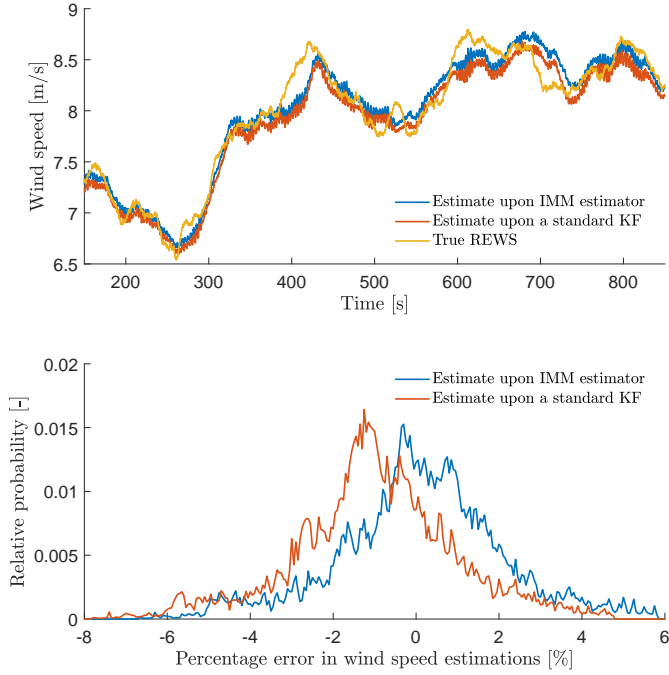 9
8.5
8
7.5
7
6.5
Wind speed [m/s]
Estimate upon IMM estimator
Estimate upon a standard KF
True REWS
200 300 400 500 600 700 800
Time [s]
0.02
0.015
0.01
0.005
0
Relative probability [-]
Estimate upon IMM estimator
Estimate upon a standard KF
-8 -6 -4 -2 0 2 4 6
Percentage error in wind speed estimations [%]